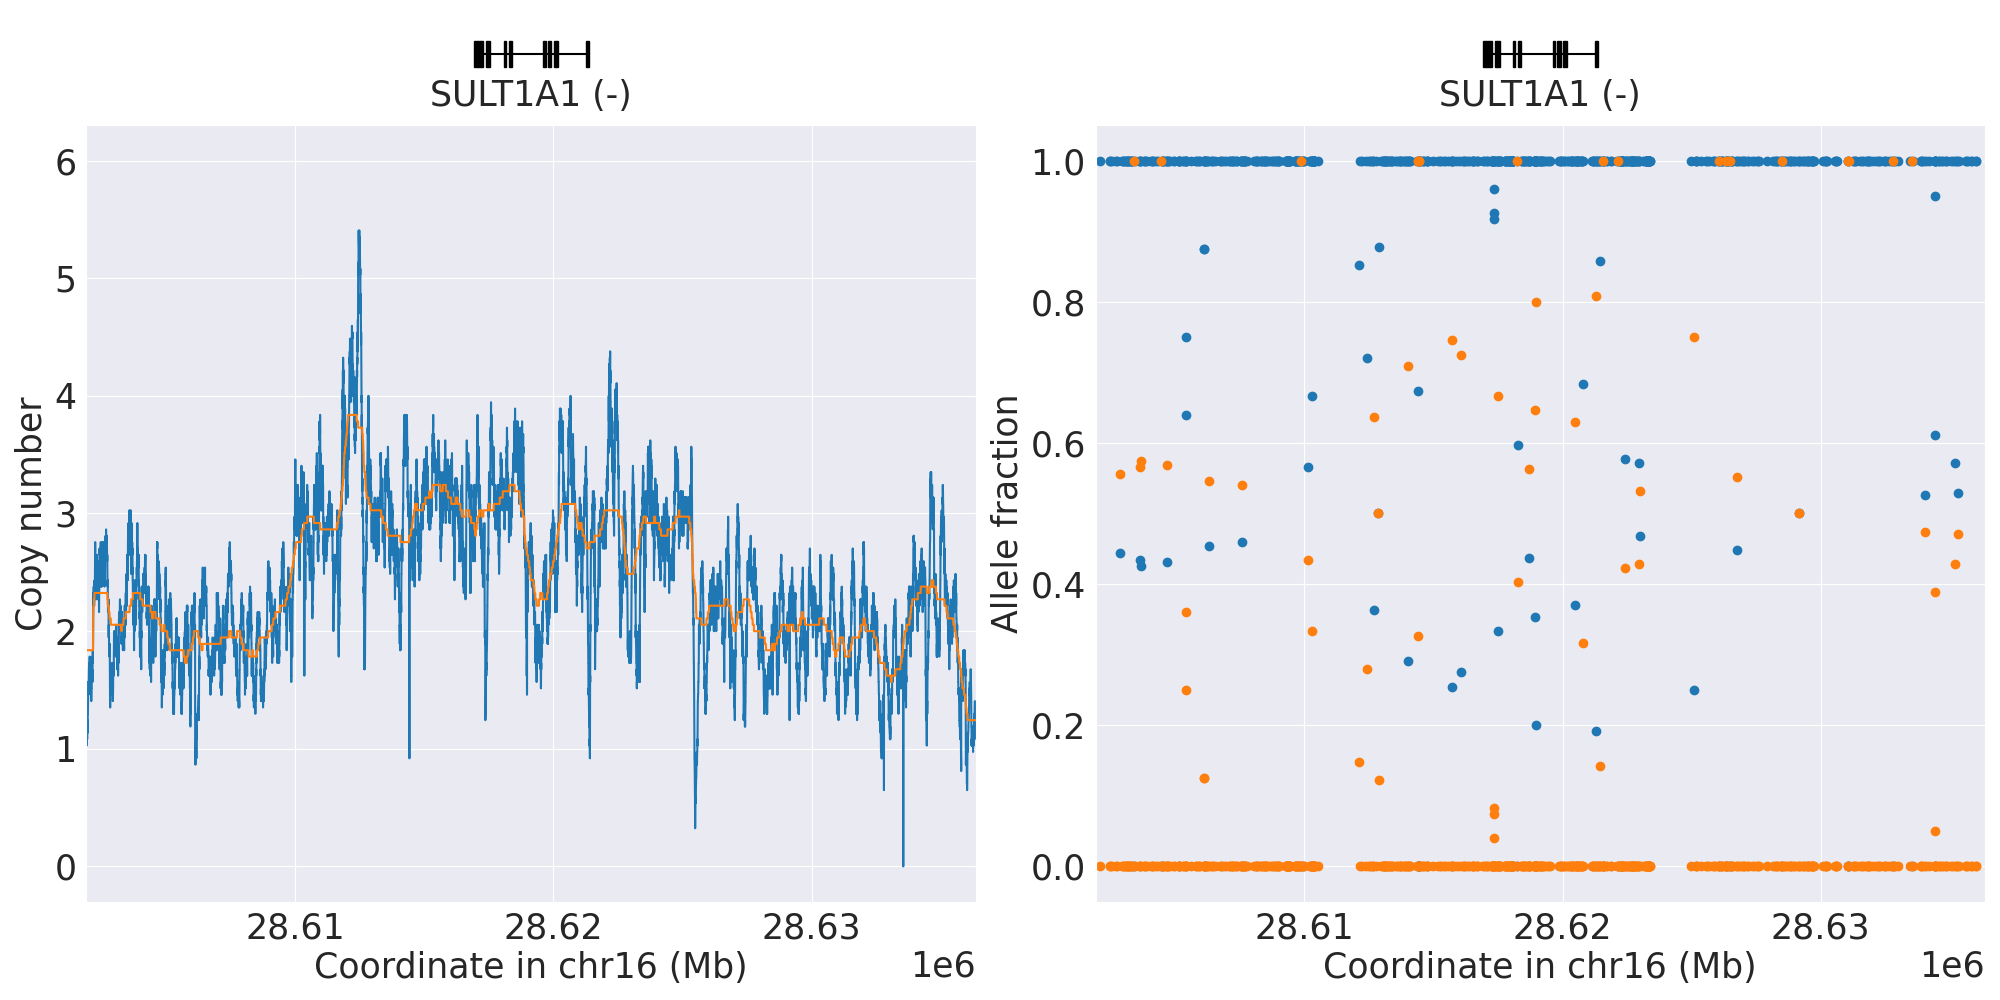 SULT1A1 (-)
6
5
4
3
2
1
0
Copy number
28.61
28.62
28.63
Coordinate in chr16 (Mb)
1e6
SULT1A1 (-)
1.0
0.8
0.6
0.4
0.2
0.0
Allele fraction
28.61
28.62
28.63
Coordinate in chr16 (Mb)
1e6